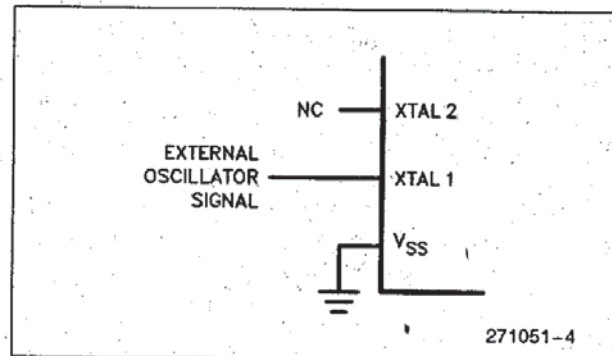 NC
XTAL 2
EXTERNAL
OSCILLATOR
SIGNAL
XTAL 1
VSS
271051-4